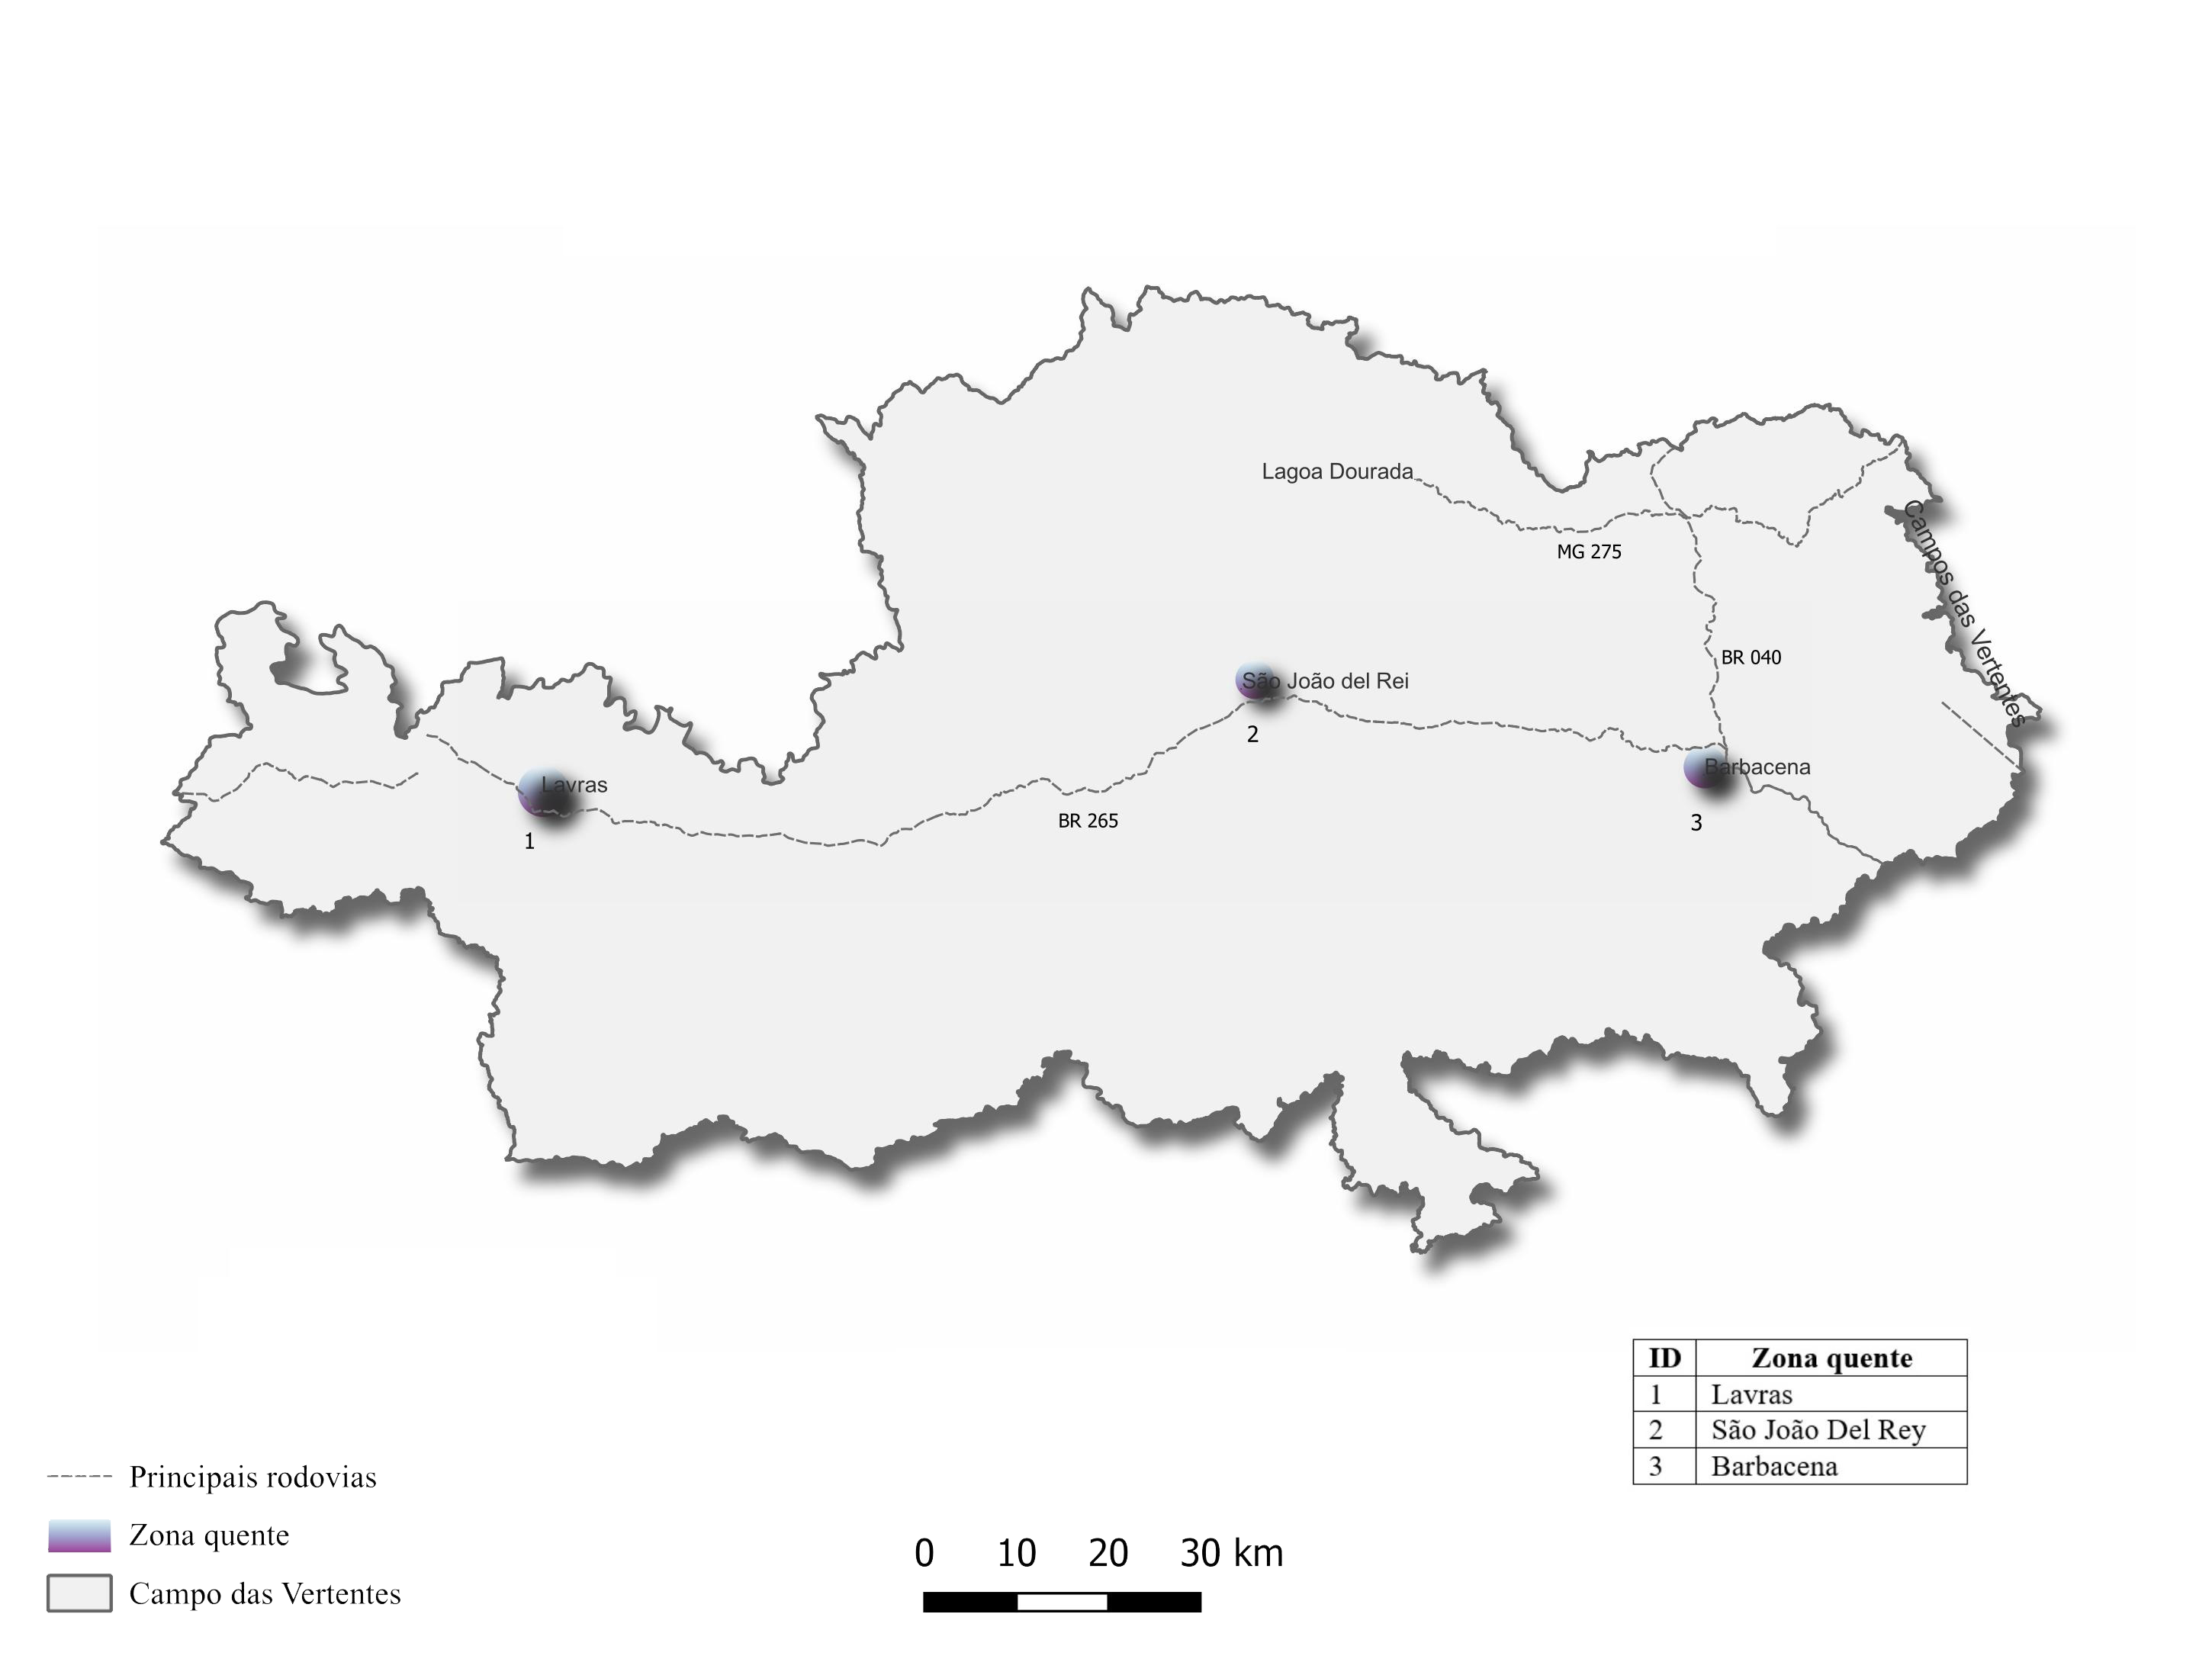 Lagoa Dourada
MG 275
Campos das Vertentes
BR 040
São João del Rei
2
Barbacena
3
Lavras
1
BR 265
ID Zona quente
1 Lavras
2 São João Del Rey
3 Barbacena
Principais rodovias
Zona quente
Campo das Vertentes
0 10 20 30 km